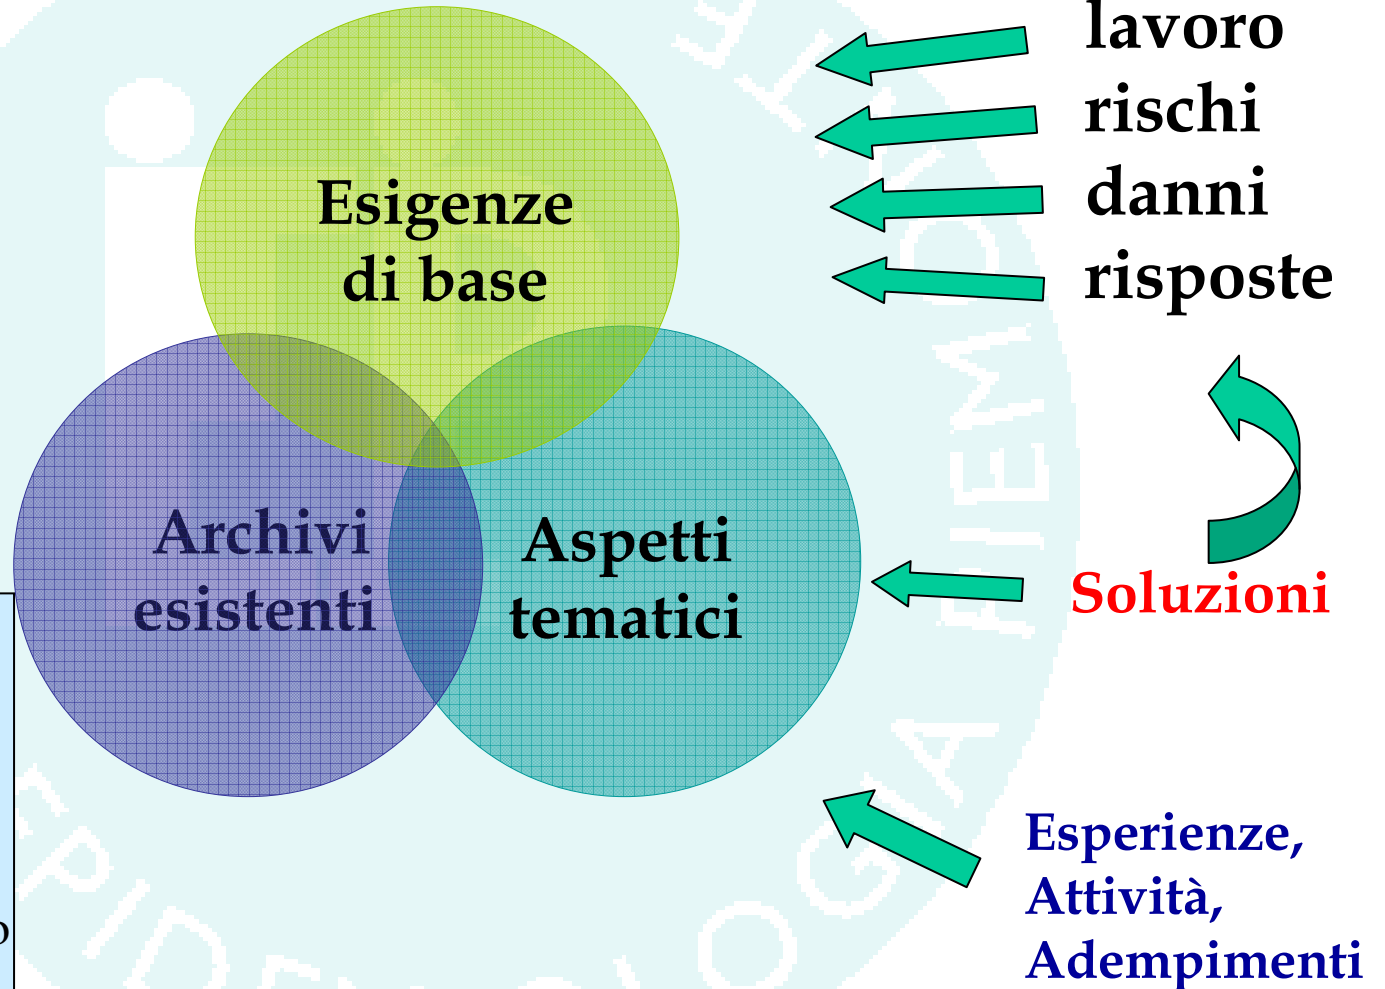 lavoro
rischi
danni
risposte
Esigenze
di base
Archivi
esistenti
Aspetti
tematici
Soluzioni
Esperienze,
Attività,
Adempimenti